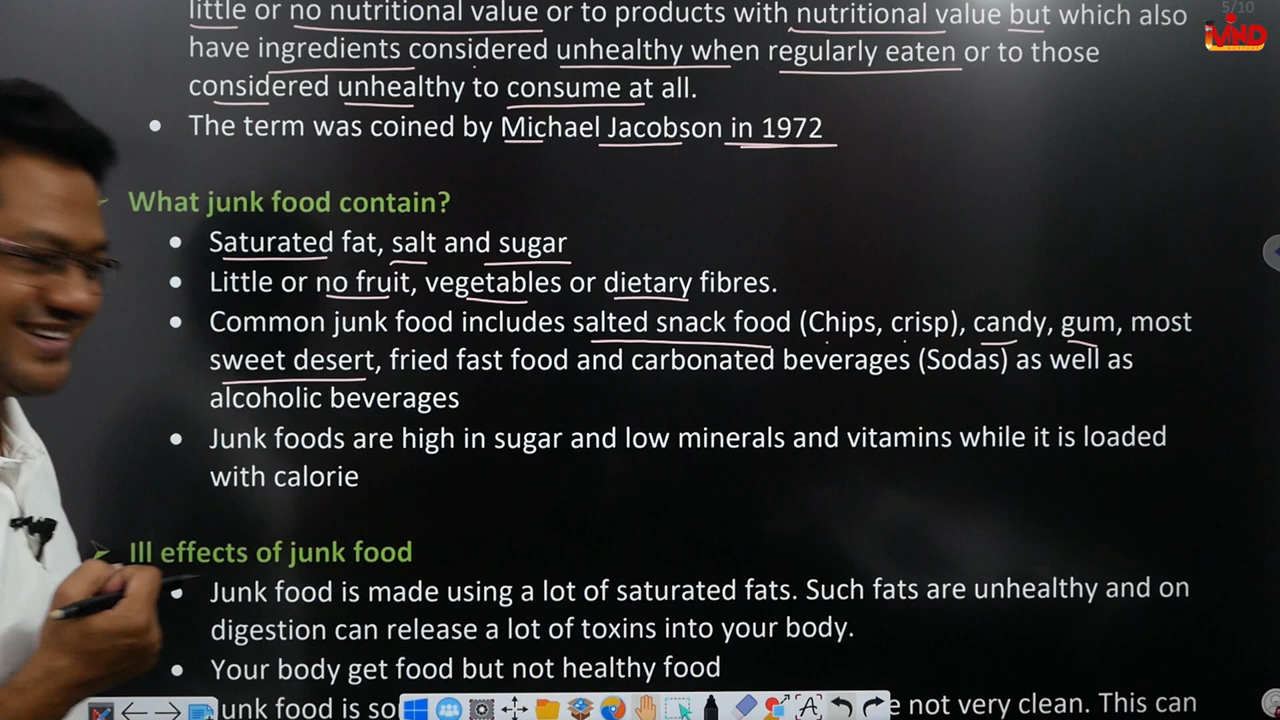 5/10
little or no nutritional value or to products with nutritional value but which also
have ingredients considered unhealthy when regularly eaten or to those
considered unhealthy to consume at all.
• The term was coined by Michael Jacobson in 1972
What junk food contain?
• Saturated fat, salt and sugar
• Little or no fruit, vegetables or dietary fibres.
• Common junk food includes salted snack food (Chips, crisp), candy, gum, most
sweet desert, fried fast food and carbonated beverages (Sodas) as well as
alcoholic beverages
• Junk foods are high in sugar and low minerals and vitamins while it is loaded
with calorie
Ill effects of junk food
• Junk food is made using a lot of saturated fats. Such fats are unhealthy and on
digestion can release a lot of toxins into your body.
• Your body get food but not healthy food
unk food is so
e not very clean. This can